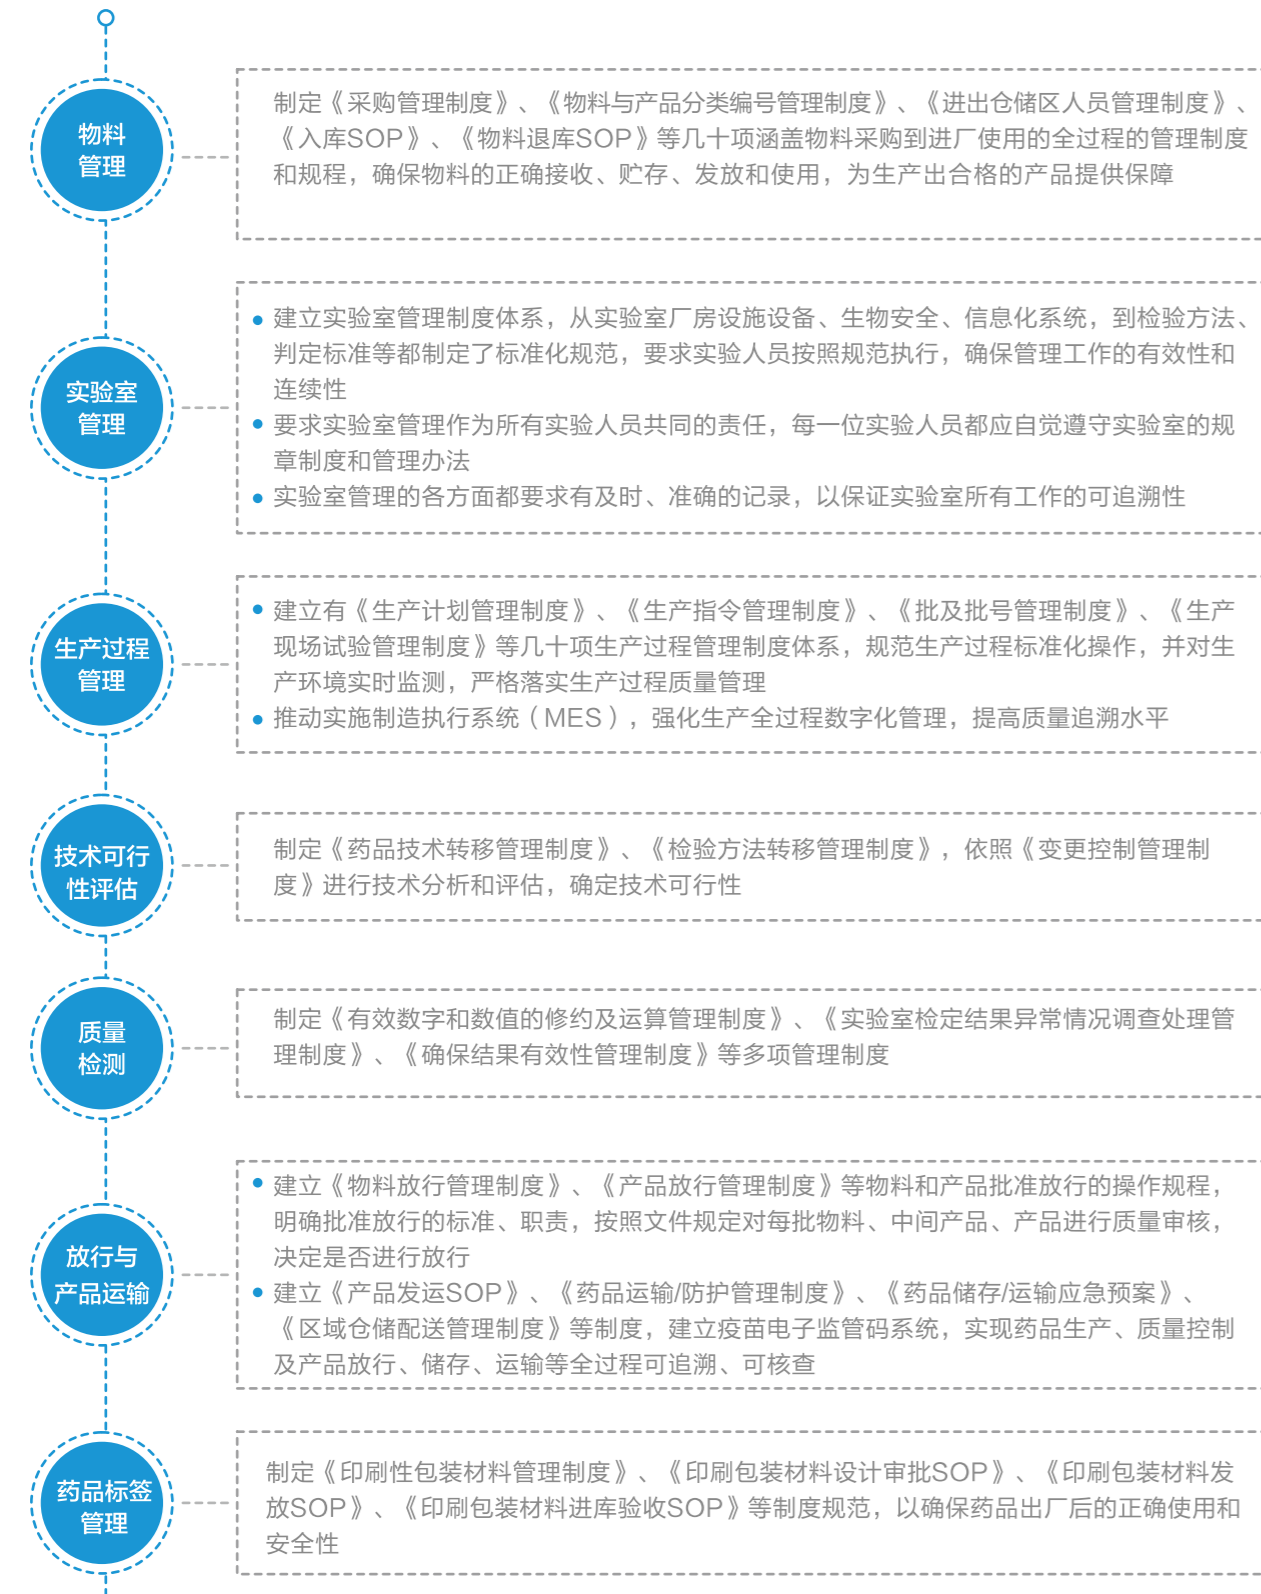 物料
管理
制定《采购管理制度》、《物料与产品分类编号管理制度》、《进出仓储区人员管理制度》、
《入库SOP》、《物料退库SOP》等几十项涵盖物料采购到进厂使用的全过程的管理制度
和规程，确保物料的正确接收、贮存、发放和使用，为生产出合格的产品提供保障
实验室
管理
建立实验室管理制度体系，从实验室厂房设施设备、生物安全、信息化系统，到检验方法、
判定标准等都制定了标准化规范，要求实验人员按照规范执行，确保管理工作的有效性和
连续性
要求实验室管理作为所有实验人员共同的责任，每一位实验人员都应自觉遵守实验室的规
章制度和管理办法
实验室管理的各方面都要求有及时、准确的记录，以保证实验室所有工作的可追溯性
生产过程
管理
建立有《生产计划管理制度》、《生产指令管理制度》、《批及批号管理制度》、《生产
现场试验管理制度》等几十项生产过程管理制度体系，规范生产过程标准化操作，并对生
产环境实时监测，严格落实生产过程质量管理
推动实施制造执行系统（MES），强化生产全过程数字化管理，提高质量追溯水平
技术可行
性评估
制定《药品技术转移管理制度》、《检验方法转移管理制度》，依照《变更控制管理制
度》进行技术分析和评估，确定技术可行性
质量
检测
制定《有效数字和数值的修约及运算管理制度》、《实验室检定结果异常情况调查处理管
理制度》、《确保结果有效性管理制度》等多项管理制度
放行与
产品运输
建立《物料放行管理制度》、《产品放行管理制度》等物料和产品批准放行的操作规程，
明确批准放行的标准、职责，按照文件规定对每批物料、中间产品、产品进行质量审核，
决定是否进行放行
建立《产品发运SOP》、《药品运输/防护管理制度》、《药品储存/运输应急预案》、
《区域仓储配送管理制度》等制度，建立疫苗电子监管码系统，实现药品生产、质量控制
及产品放行、储存、运输等全过程可追溯、可核查
药品标签
管理
制定《印刷性包装材料管理制度》、《印刷包装材料设计审批SOP》、《印刷包装材料发
放SOP》、《印刷包装材料进库验收SOP》等制度规范，以确保药品出厂后的正确使用和
安全性